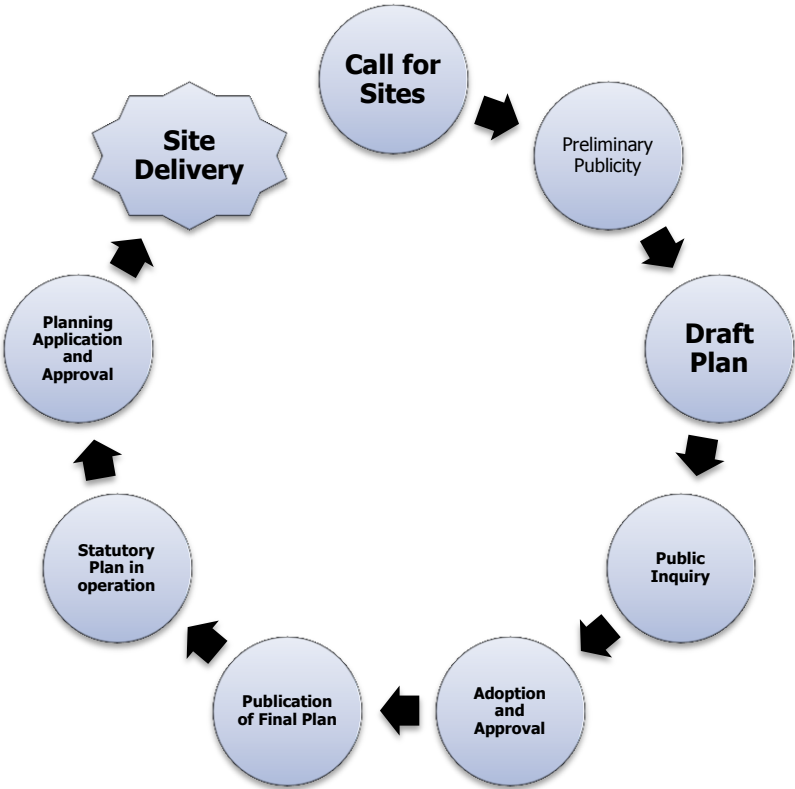 Call for
Sites
Preliminary
Publicity
Draft
Plan
Public
Inquiry
Adoption
and
Approval
Publication
of Final Plan
Statutory
Plan in
operation
Planning
Application
and
Approval
Site
Delivery